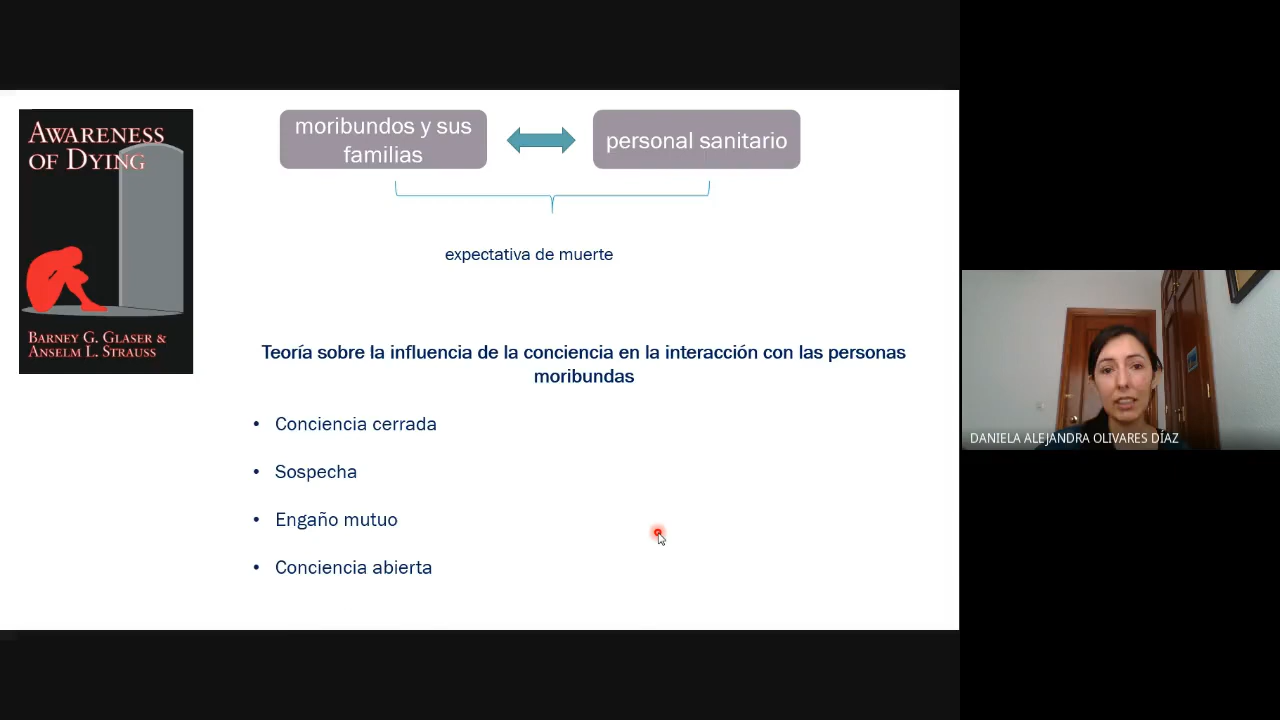 AWARENESS
OF DYING
BARNEY G. GLASER &
ANSELM L. STRAUSS
moribundos y sus
familias
personal sanitario
expectativa de muerte
Teoría sobre la influencia de la conciencia en la interacción con las personas
moribundas
• Conciencia cerrada
• Sospecha
• Engaño mutuo
• Conciencia abierta
DANIELA ALEJANDRA OLIVARES DÍAZ